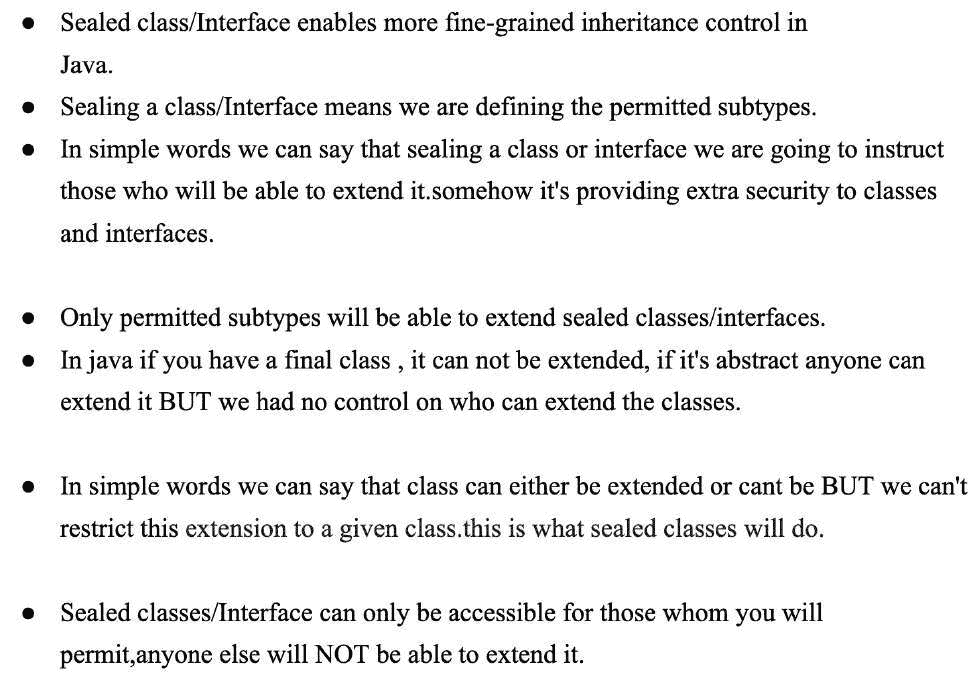 ● Sealed class/Interface enables more fine-grained inheritance control in
Java.
● Sealing a class/Interface means we are defining the permitted subtypes.
● In simple words we can say that sealing a class or interface we are going to instruct
those who will be able to extend it.somehow it's providing extra security to classes
and interfaces.
● Only permitted subtypes will be able to extend sealed classes/interfaces.
● In java if you have a final class , it can not be extended, if it's abstract anyone can
extend it BUT we had no control on who can extend the classes.
● In simple words we can say that class can either be extended or cant be BUT we can't
restrict this extension to a given class.this is what sealed classes will do.
● Sealed classes/Interface can only be accessible for those whom you will
permit,anyone else will NOT be able to extend it.